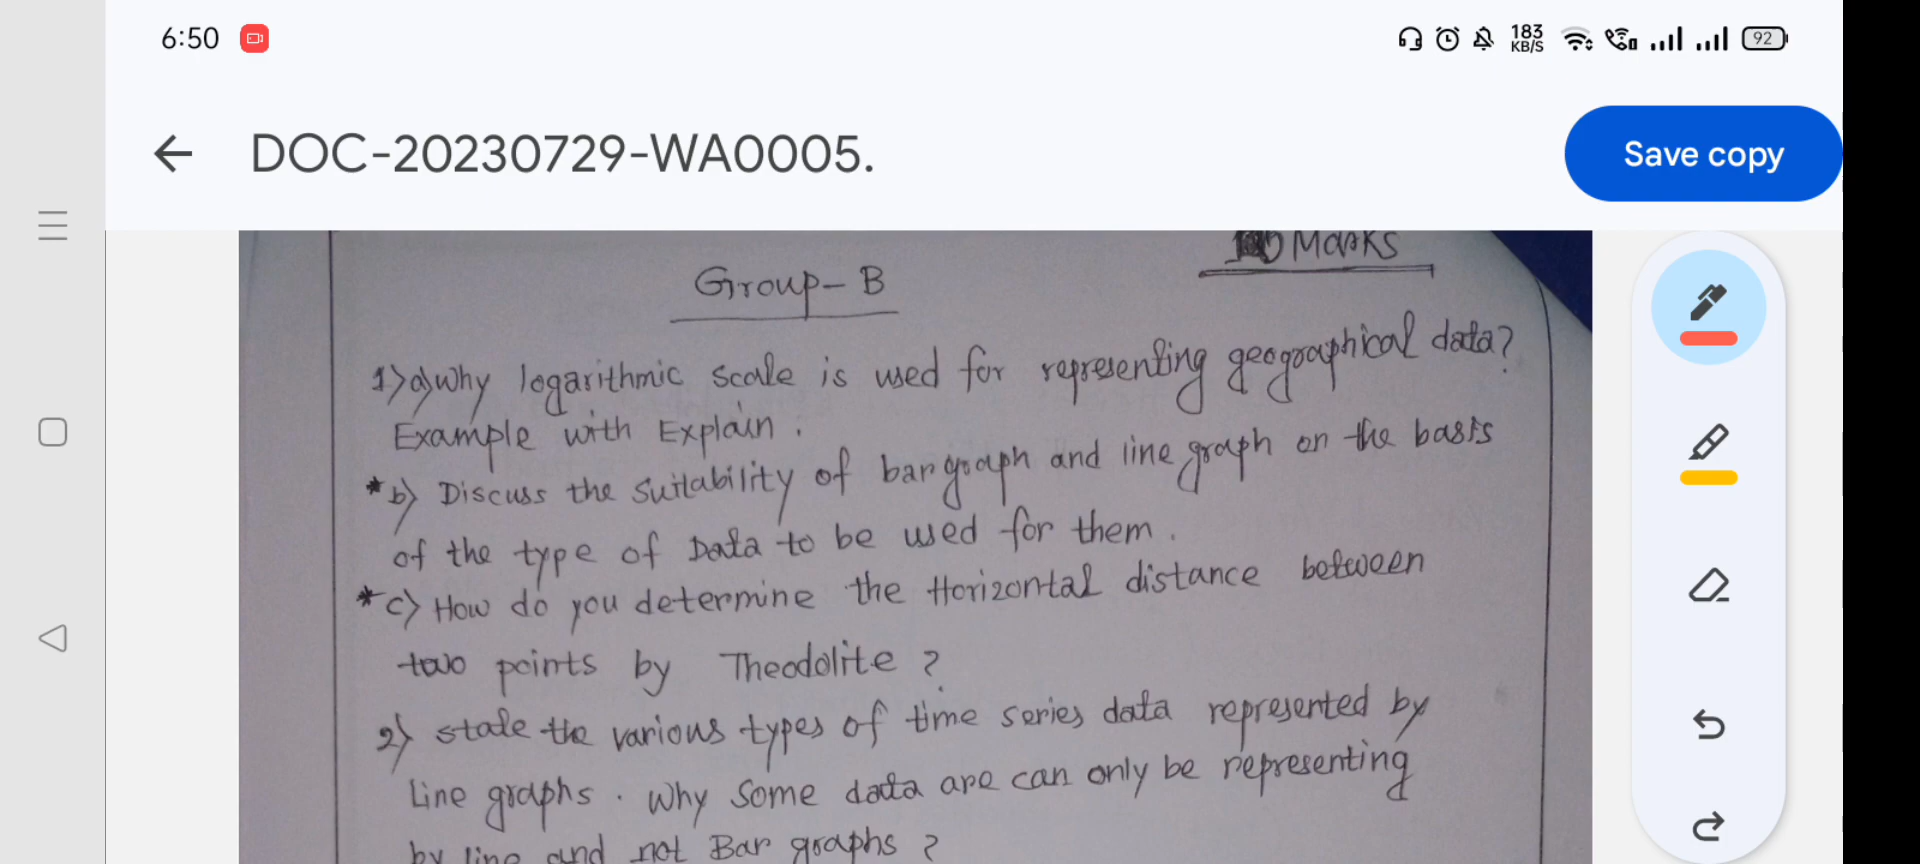 6:50
183 KB/S
92
DOC-20230729-WA0005.
Save copy
Marks
Group-B
1) a) why logarithmic scale is used for representing geographical data?
Example with Explain.
* b) Discuss the suitability of bar graph and line graph on the basis
of the type of Data to be used for them.
* c) How do you determine the Horizontal distance between
two points by Theodolite ?
2) state the various types of time series data represented by
Line graphs. Why Some data are can only be representing
by line and not Bar graphs ?